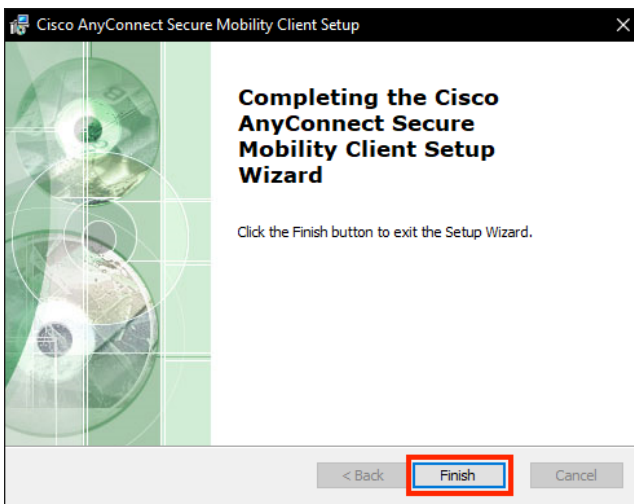 Cisco AnyConnect Secure Mobility Client Setup
Completing the Cisco
AnyConnect Secure
Mobility Client Setup
Wizard
Click the Finish button to exit the Setup Wizard.
< Back
Finish
Cancel